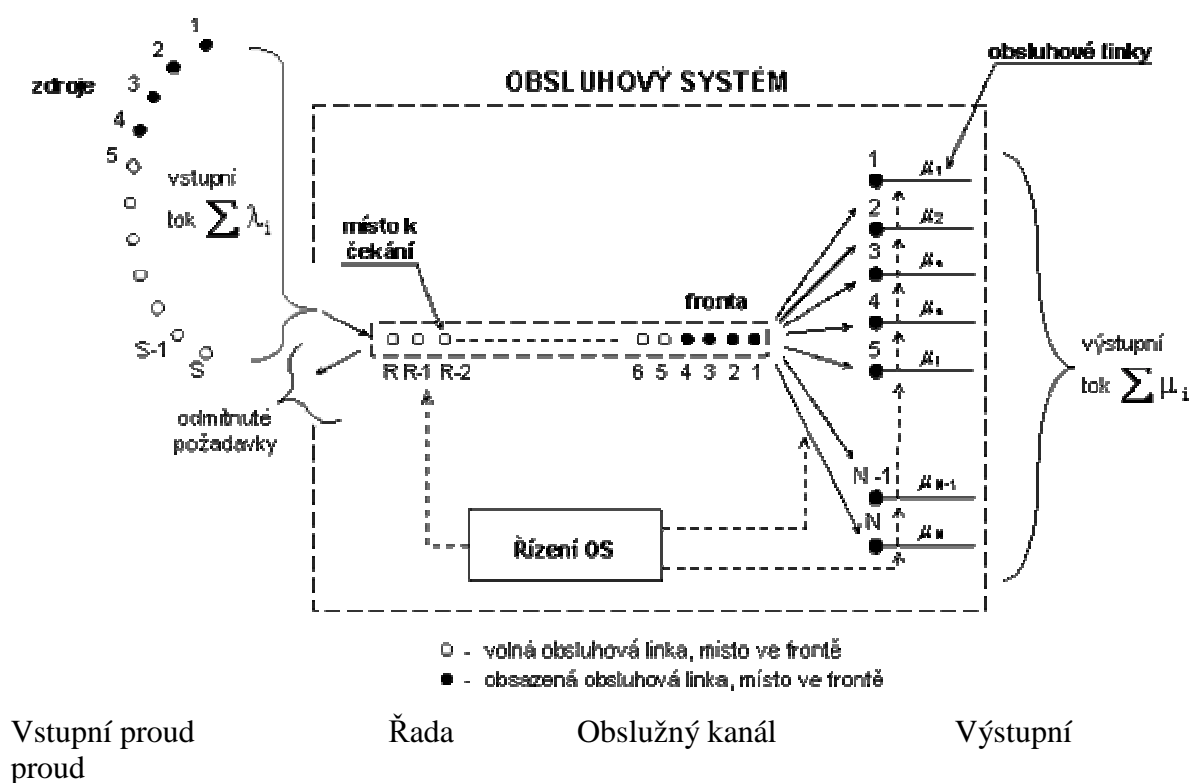 1
2
3
4
5
zdroje
S-1
S
vstupní
tok ∑ λi
odmítnuté
požadavky
OBSLUHOVÝ SYSTÉM
obsluhové linky
místo k
čekání
fronta
R R-1 R-2
6 5 4 3 2 1
1
μ1
2
μ2
3
4
5
N-1
μN-1
N
μN
výstupní
tok ∑ μi
Řízení OS
- volná obsluhová linka, místo ve frontě
- obsazená obsluhová linka, místo ve frontě
Vstupní proud Řada Obslužný kanál Výstupní
proud